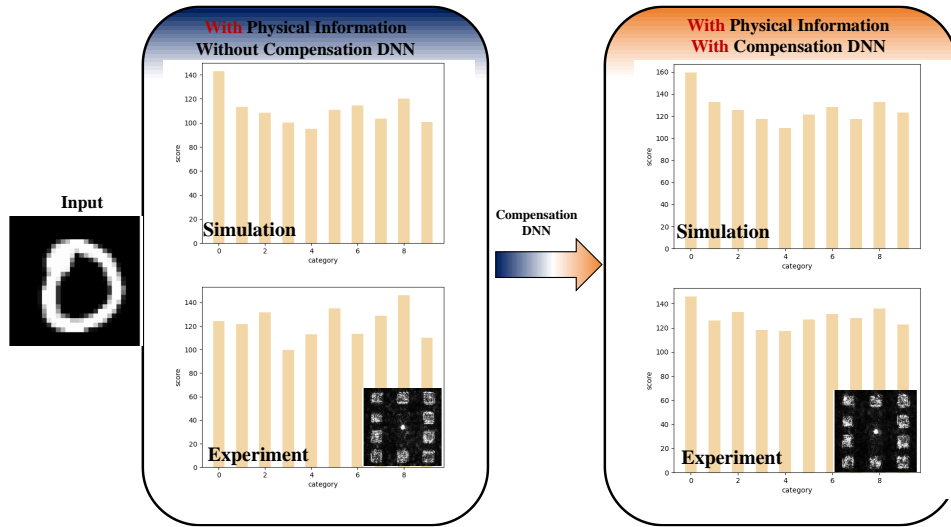 With Physical Information
Without Compensation DNN
140
120
100
80
60
40
20
0
score
Simulation
0 2 4 6 8
category
140
120
100
80
60
40
20
0
score
Experiment
0 2 4 6 8
category
Input
Compensation
DNN
With Physical Information
With Compensation DNN
160
140
120
100
80
60
40
20
0
score
Simulation
0 2 4 6 8
category
140
120
100
80
60
40
20
0
score
Experiment
0 2 4 6 8
category